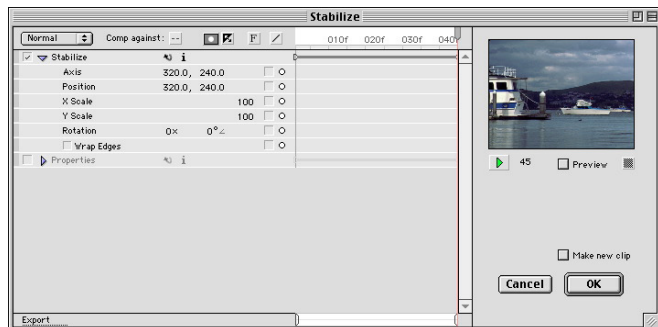 Stabilize
Normal Comp against: -- F 010f 020f 030f 040f
Stabilize i
Axis 320.0, 240.0
Position 320.0, 240.0
X Scale 100
Y Scale 100
Rotation 0x 0°
Wrap Edges
Properties i
45 Preview
Make new clip
Cancel OK
Export